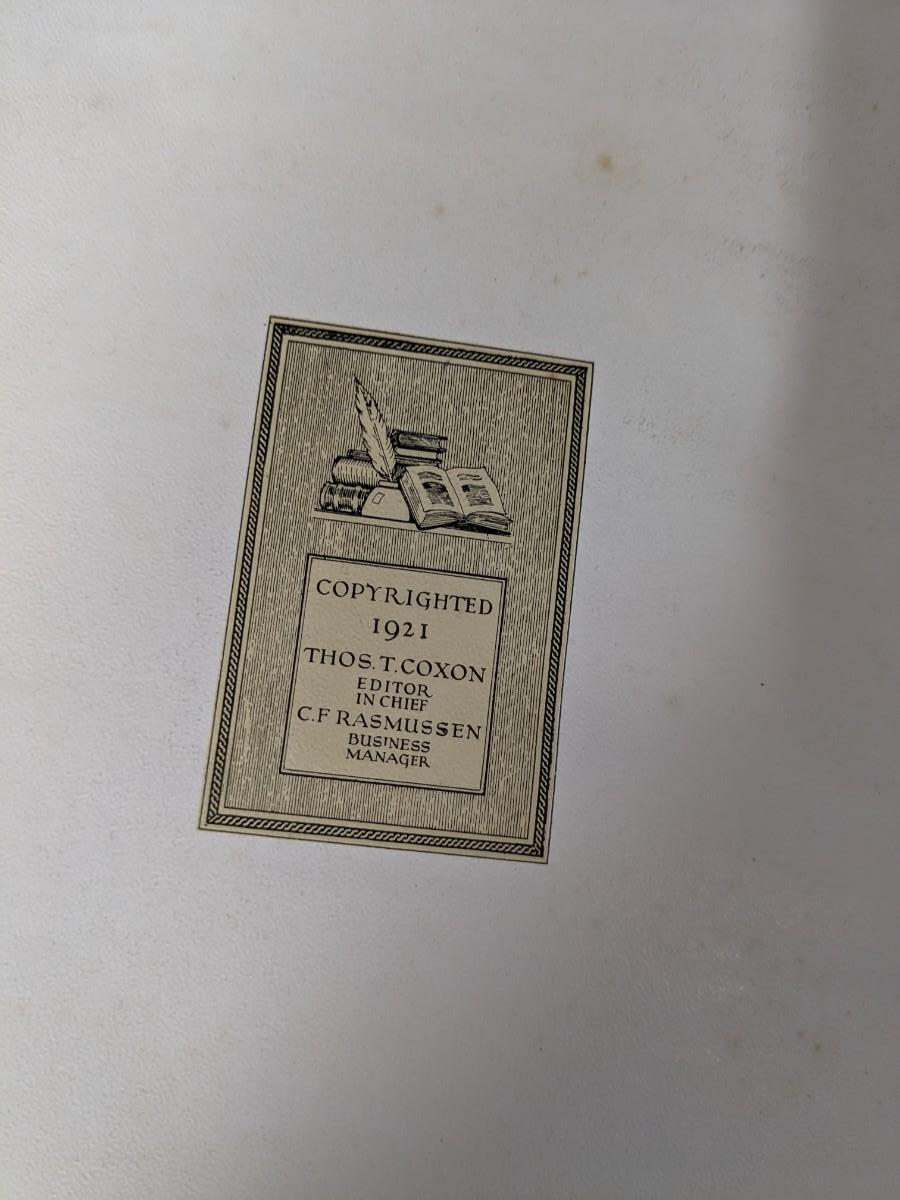 COPYRIGHTED
1921
THOS. T. COXON
EDITOR
IN CHIEF
C.F RASMUSSEN
BUSINESS
MANAGER